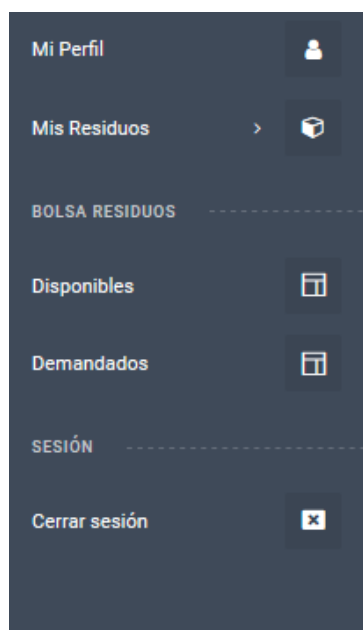 Mi Perfil
Mis Residuos
BOLSA RESIDUOS
Disponibles
Demandados
SESIÓN
Cerrar sesión